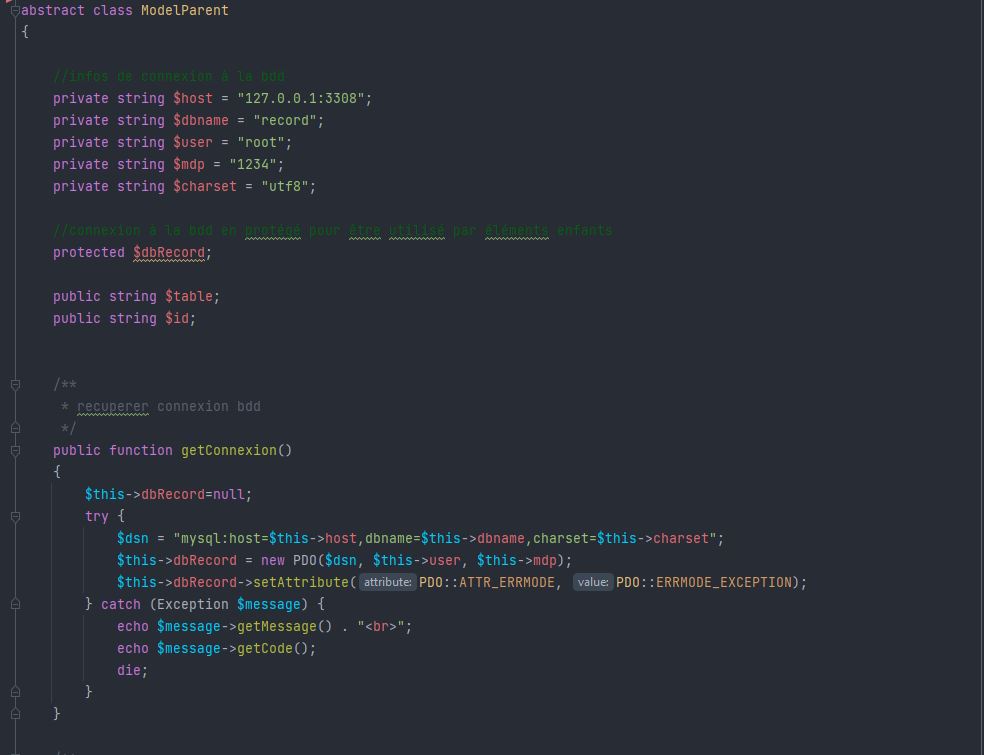 abstract class ModelParent
{
//infos de connexion à la bdd
private string $host = "127.0.0.1:3308";
private string $dbname = "record";
private string $user = "root";
private string $mdp = "1234";
private string $charset = "utf8";
//connexion à la bdd en protégé pour être utilisé par éléments enfants
protected $dbRecord;
public string $table;
public string $id;
/**
* recuperer connexion bdd
*/
public function getConnexion()
{
$this->dbRecord=null;
try {
$dsn = "mysql:host=$this->host,dbname=$this->dbname,charset=$this->charset";
$this->dbRecord = new PDO($dsn, $this->user, $this->mdp);
$this->dbRecord->setAttribute( attribute: PDO::ATTR_ERRMODE, value: PDO::ERRMODE_EXCEPTION);
} catch (Exception $message) {
echo $message->getMessage() . "<br>";
echo $message->getCode();
die;
}
}